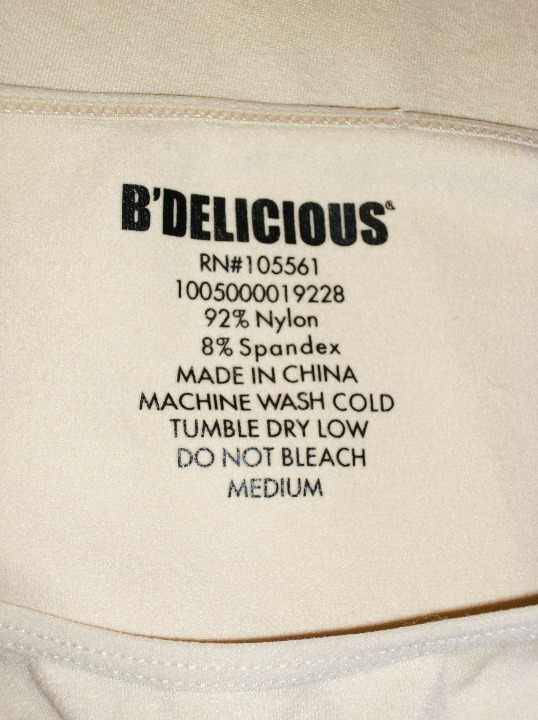 B'DELICIOUS®
RN#105561
1005000019228
92% Nylon
8% Spandex
MADE IN CHINA
MACHINE WASH COLD
TUMBLE DRY LOW
DO NOT BLEACH
MEDIUM